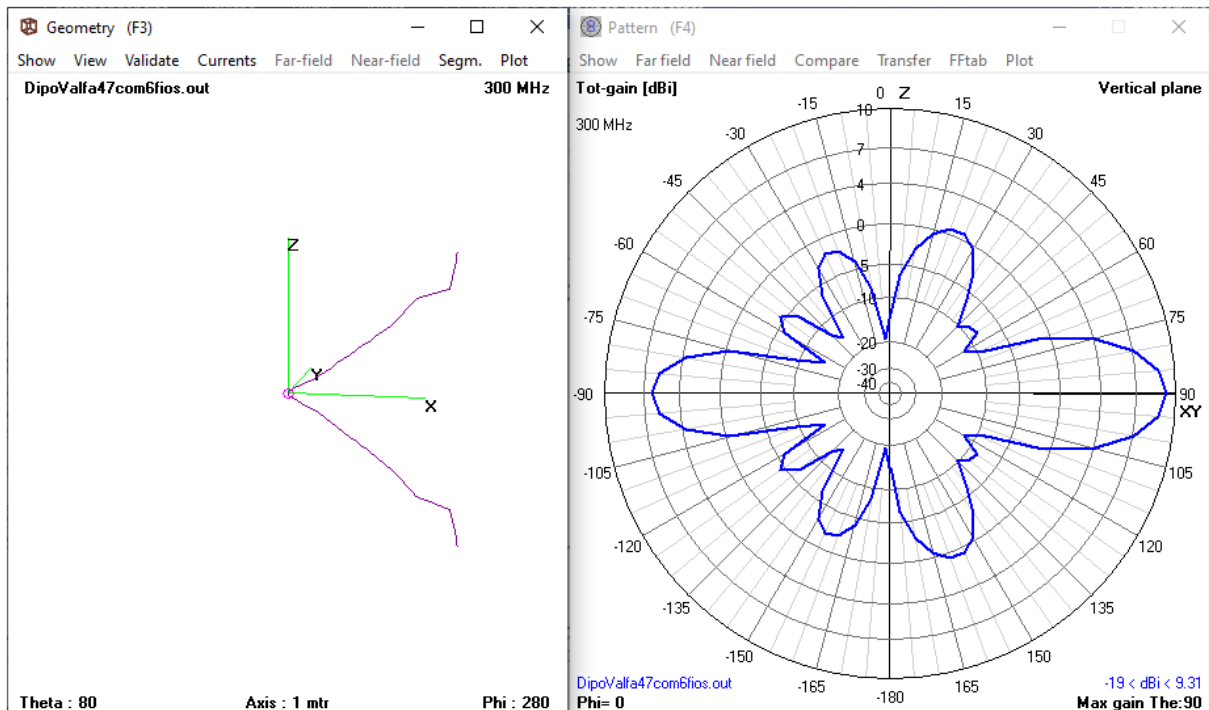 Geometry (F3)
Show View Validate Currents Far-field Near-field Segm. Plot
DipoValfa47com6fios.out 300 MHz
Z
Y
X
Theta : 80 Axis : 1 mtr Phi : 280
Pattern (F4)
Show Far field Near field Compare Transfer FFtab Plot
Tot-gain [dBi] Vertical plane
300 MHz
0 Z
-15 15
10
-30 30
7
-45 45
4
-60 60
0
-5
-75 75
-10
-20
-30
-40
-90 90
XY
-105 105
-120 120
-135 135
-150 150
-165 165
-180
DipoValfa47com6fios.out -19 < dBi < 9.31
Phi= 0 Max gain The:90